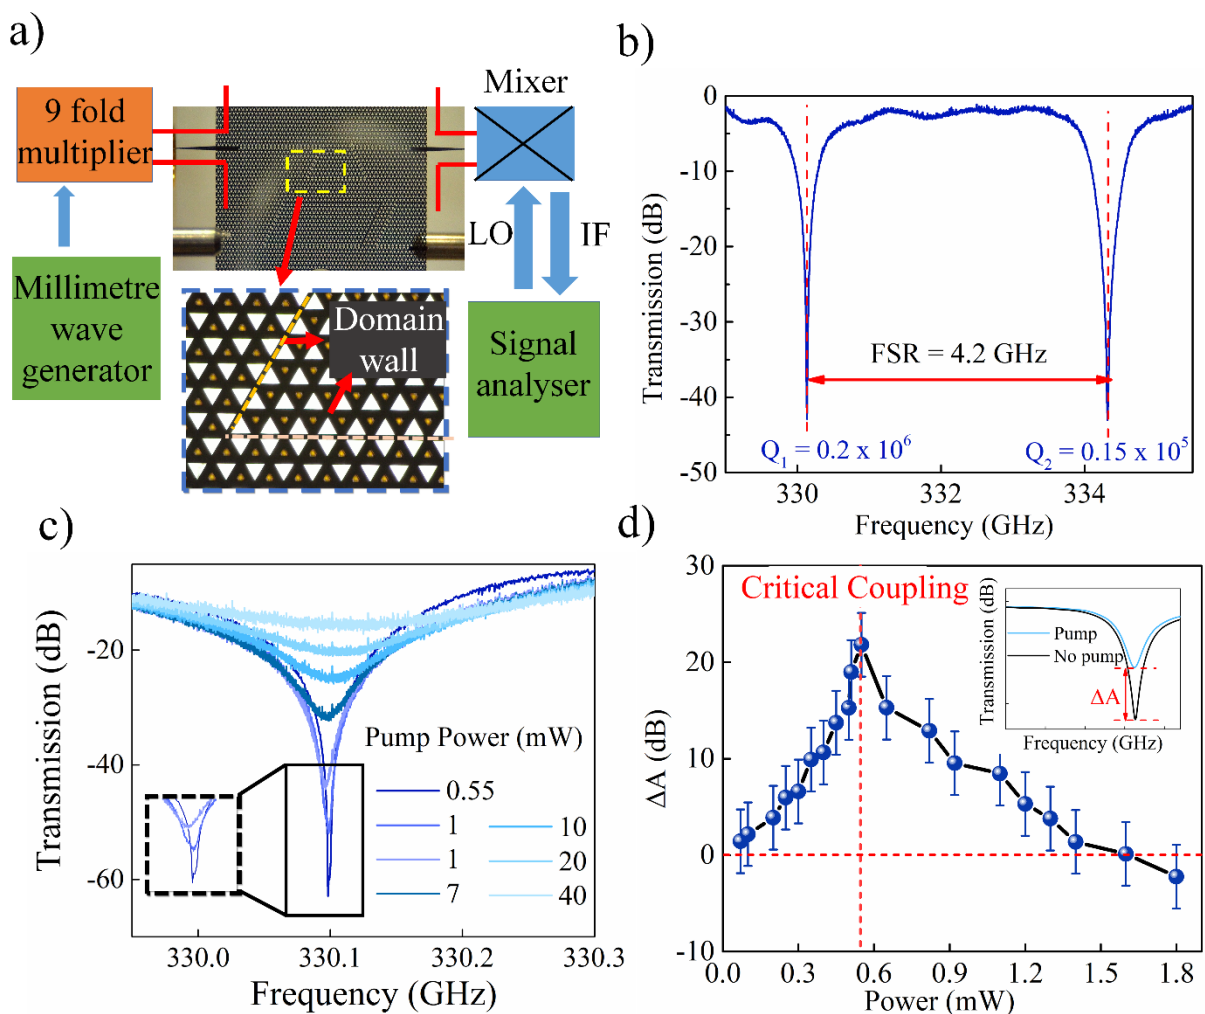 a)
9 fold
multiplier
Mixer
LO
IF
Millimetre
wave
generator
Domain
wall
Signal
analyser
b)
Transmission (dB)
0
-10
-20
-30
-40
-50
FSR = 4.2 GHz
Q1 = 0.2 x 10^6
Q2 = 0.15 x 10^5
330
332
334
Frequency (GHz)
c)
Transmission (dB)
-20
-40
-60
Pump Power (mW)
0.55
1
10
1
20
7
40
330.0
330.1
330.2
330.3
Frequency (GHz)
d)
ΔA (dB)
30
20
10
0
-10
Critical Coupling
Transmission (dB)
Pump
No pump
ΔA
Frequency (GHz)
0.0
0.3
0.6
0.9
1.2
1.5
1.8
Power (mW)